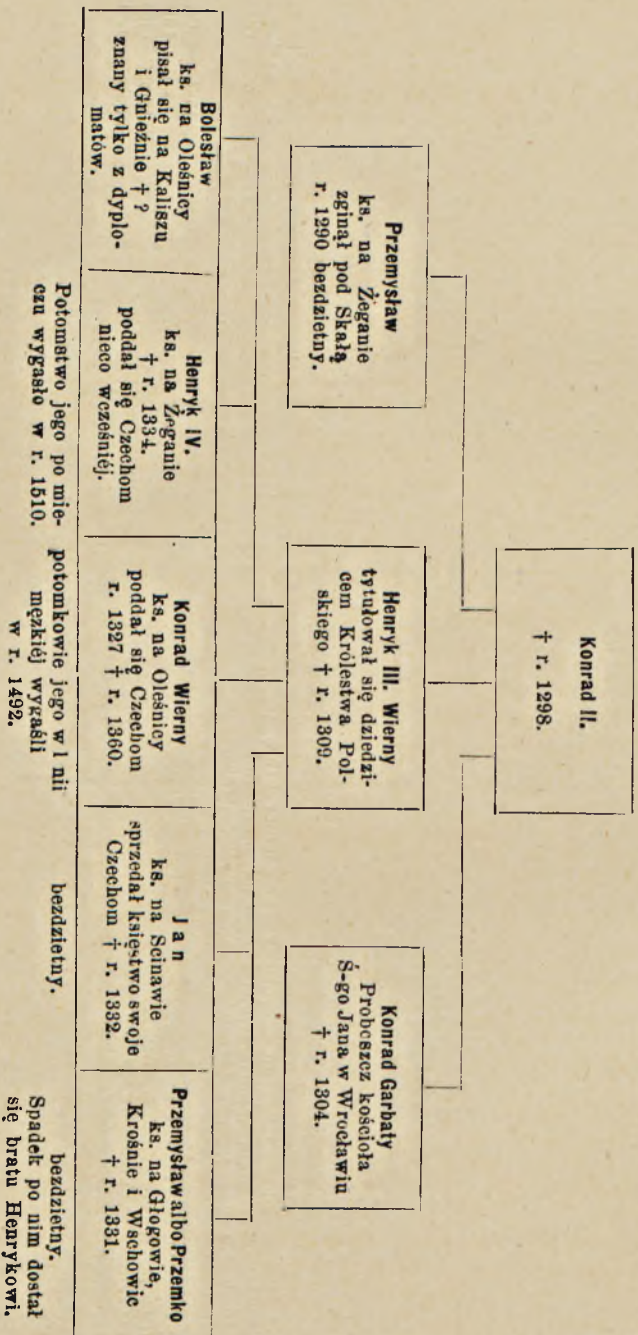 Konrad II.
† r. 1298.
Przemysław
ks. na Żeganie
zginął pod Skałą
r. 1290 bezdzietny.
Henryk III. Wierny
tytułował się dziedzi-
cem Królestwa Pol-
skiego † r. 1309.
Konrad Garbaty
Proboszcz kościoła
Ś-go Jana w Wrocławiu
† r. 1304.
Bolesław
ks. na Oleśnicy
pisał się na Kaliszu
i Gnieźnie † ?
znany tylko z dyplo-
matów.
Henryk IV.
ks. na Żeganie
† r. 1334.
poddał się Czechom
nieco wcześniéj.
Konrad Wierny
ks. na Oleśnicy
poddał się Czechom
r. 1327 † r. 1360.
Jan
ks. na Scinawie
sprzedał księstwo swoje
Czechom † r. 1332.
Przemysław albo Przemko
ks. na Głogowie,
Krośnie i Wschowie
† r. 1331.
Potomstwo jego po mie-
czu wygasło w r. 1510.
potomkowie jego w l nii
męzkiéj wygaśli
w r. 1492.
bezdzietny.
bezdzietny.
Spadek po nim dostał
się bratu Henrykowi.